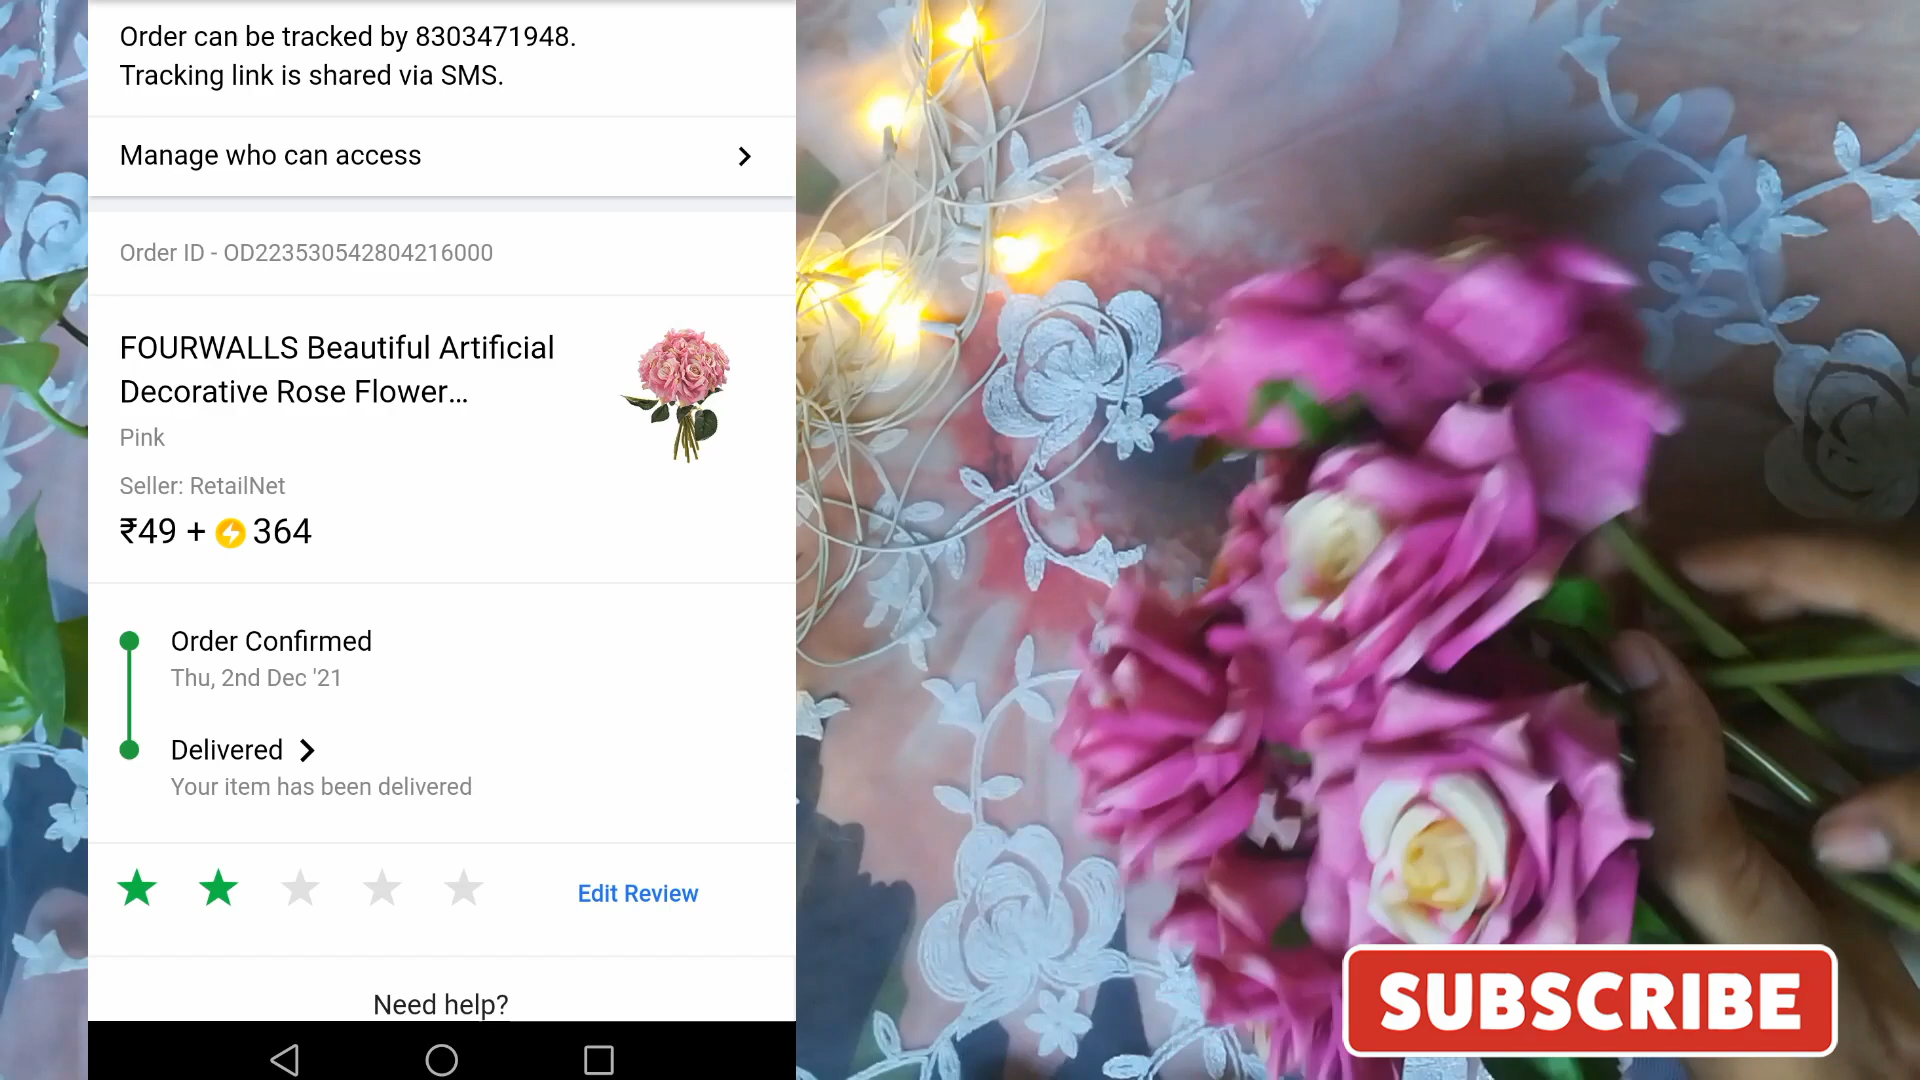 Order can be tracked by 8303471948.
Tracking link is shared via SMS.
Manage who can access
Order ID - OD223530542804216000
FOURWALLS Beautiful Artificial
Decorative Rose Flower...
Pink
Seller: RetailNet
₹49 + 364
Order Confirmed
Thu, 2nd Dec '21
Delivered
Your item has been delivered
Edit Review
Need help?
SUBSCRIBE